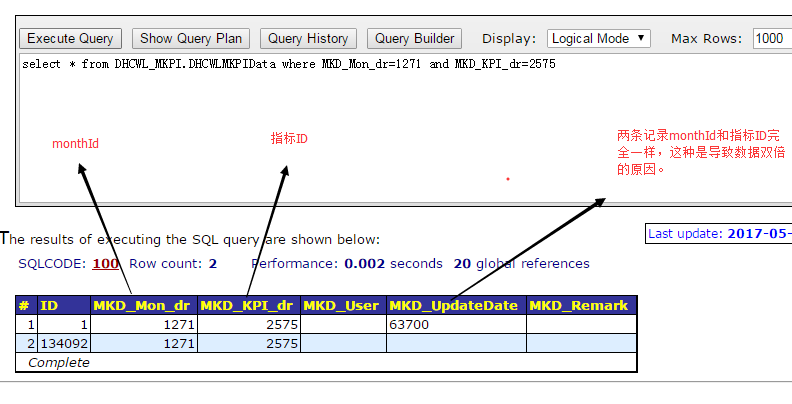 Execute Query Show Query Plan Query History Query Builder Display: Logical Mode Max Rows: 1000
select * from DHCWL_MKPI.DHCWLMKPIData where MKD_Mon_dr=1271 and MKD_KPI_dr=2575
monthId
指标ID
两条记录monthId和指标ID完
全一样，这种是导致数据双倍
的原因。
The results of executing the SQL query are shown below:
Last update: 2017-05-
SQLCODE: 100 Row count: 2 Performance: 0.002 seconds 20 global references
# ID MKD_Mon_dr MKD_KPI_dr MKD_User MKD_UpdateDate MKD_Remark
1 1 1271 2575 63700
2 134092 1271 2575
Complete